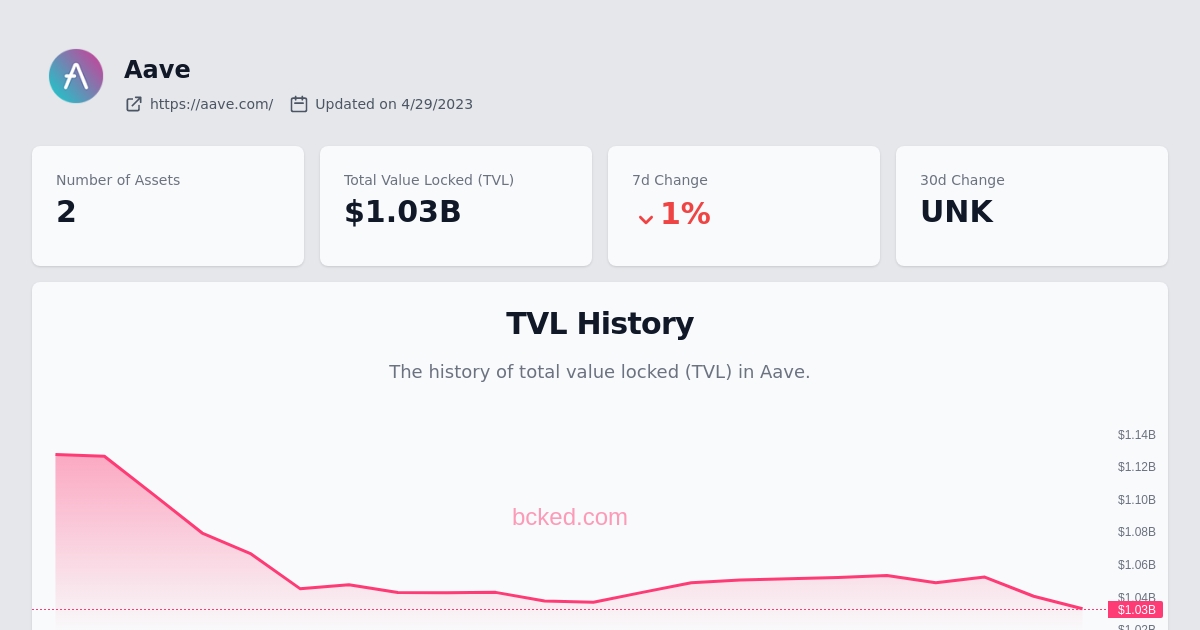 Aave
https://aave.com/ Updated on 4/29/2023
Number of Assets
2
Total Value Locked (TVL)
$1.03B
7d Change
1%
30d Change
UNK
TVL History
The history of total value locked (TVL) in Aave.
bcked.com
$1.14B
$1.12B
$1.10B
$1.08B
$1.06B
$1.04B
$1.03B
$1.02B